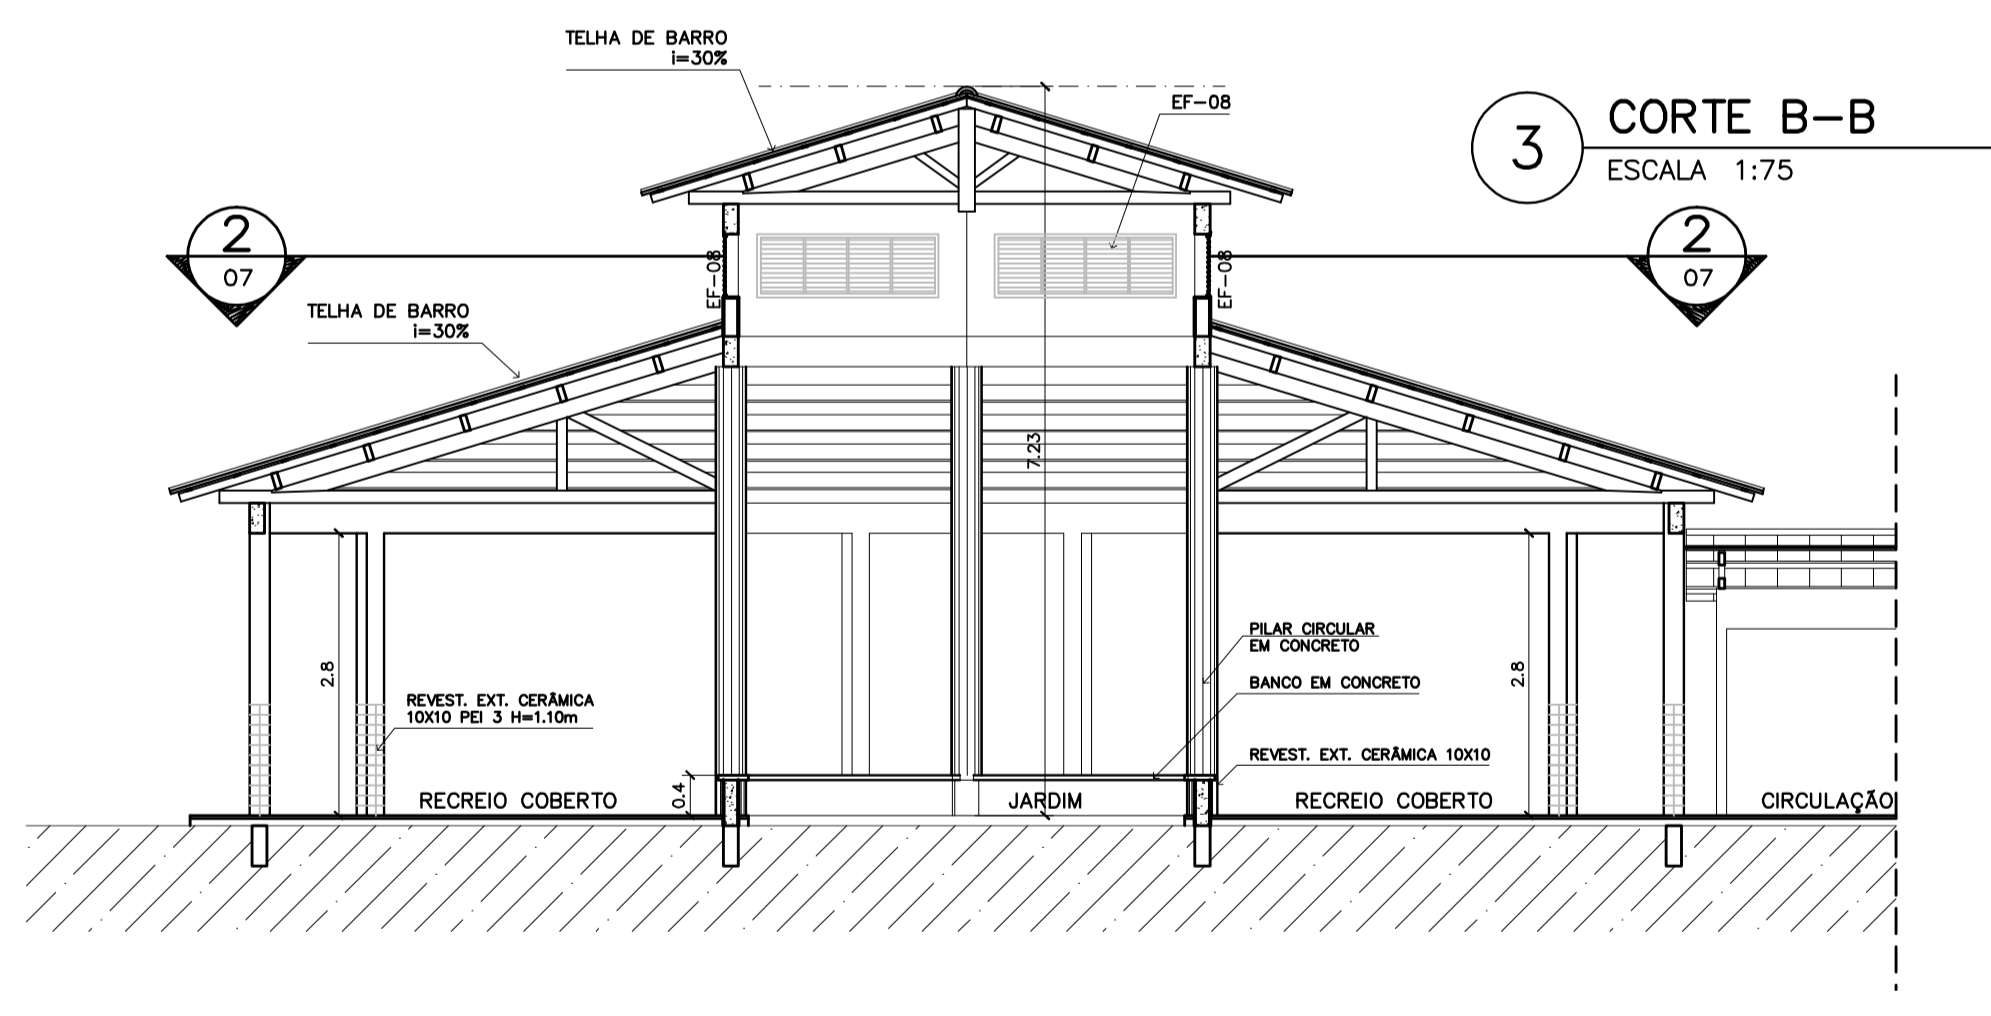 TELHA DE BARRO
i=30%
EF-08
3
CORTE B-B
ESCALA 1:75
2
07
2
07
EF-08
EF-08
TELHA DE BARRO
i=30%
7.23
2.8
REVEST. EXT. CERÂMICA
10X10 PEI 3 H=1.10m
PILAR CIRCULAR
EM CONCRETO
2.8
BANCO EM CONCRETO
REVEST. EXT. CERÂMICA 10X10
RECREIO COBERTO
0.4
JARDIM
RECREIO COBERTO
CIRCULAÇÃO